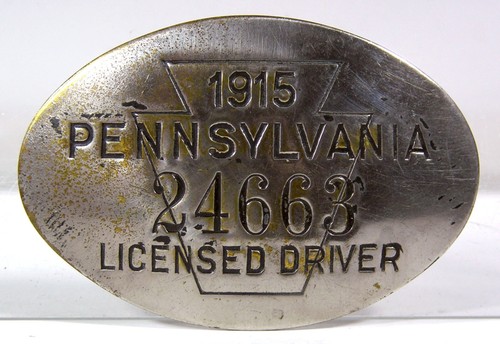 1915
PENNSYLVANIA
24663
LICENSED DRIVER